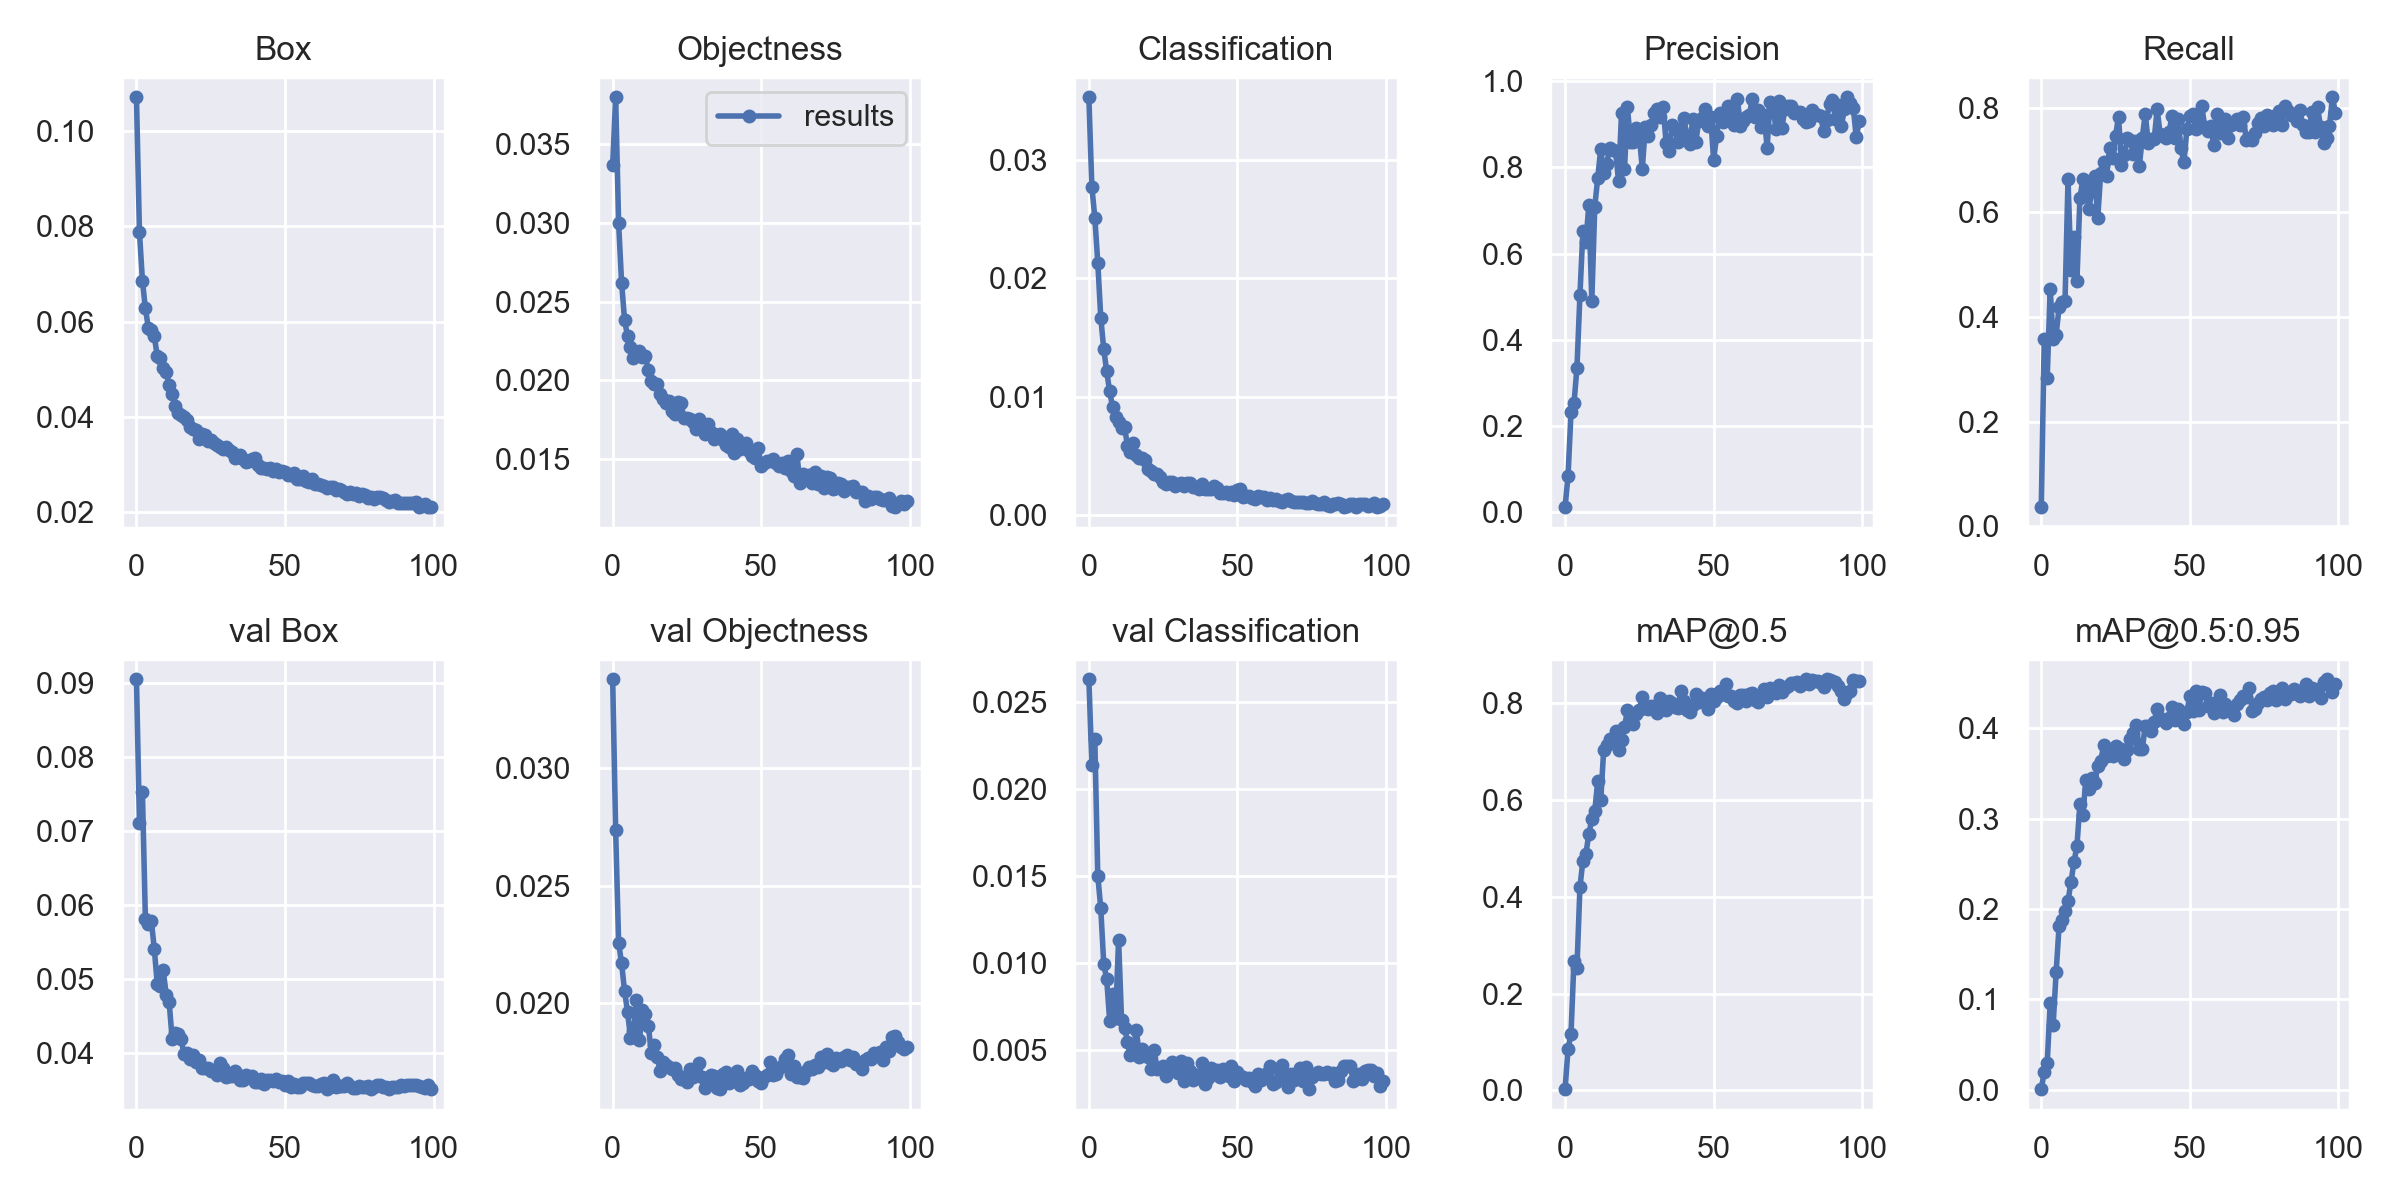 Box
Objectness
Classification
Precision
Recall
0.10
0.08
0.06
0.04
0.02
0 50 100
results
0.035
0.030
0.025
0.020
0.015
0 50 100
0.03
0.02
0.01
0.00
0 50 100
1.0
0.8
0.6
0.4
0.2
0.0
0 50 100
0.8
0.6
0.4
0.2
0.0
0 50 100
val Box
val Objectness
val Classification
mAP@0.5
mAP@0.5:0.95
0.09
0.08
0.07
0.06
0.05
0.04
0 50 100
0.030
0.025
0.020
0 50 100
0.025
0.020
0.015
0.010
0.005
0 50 100
0.8
0.6
0.4
0.2
0.0
0 50 100
0.4
0.3
0.2
0.1
0.0
0 50 100